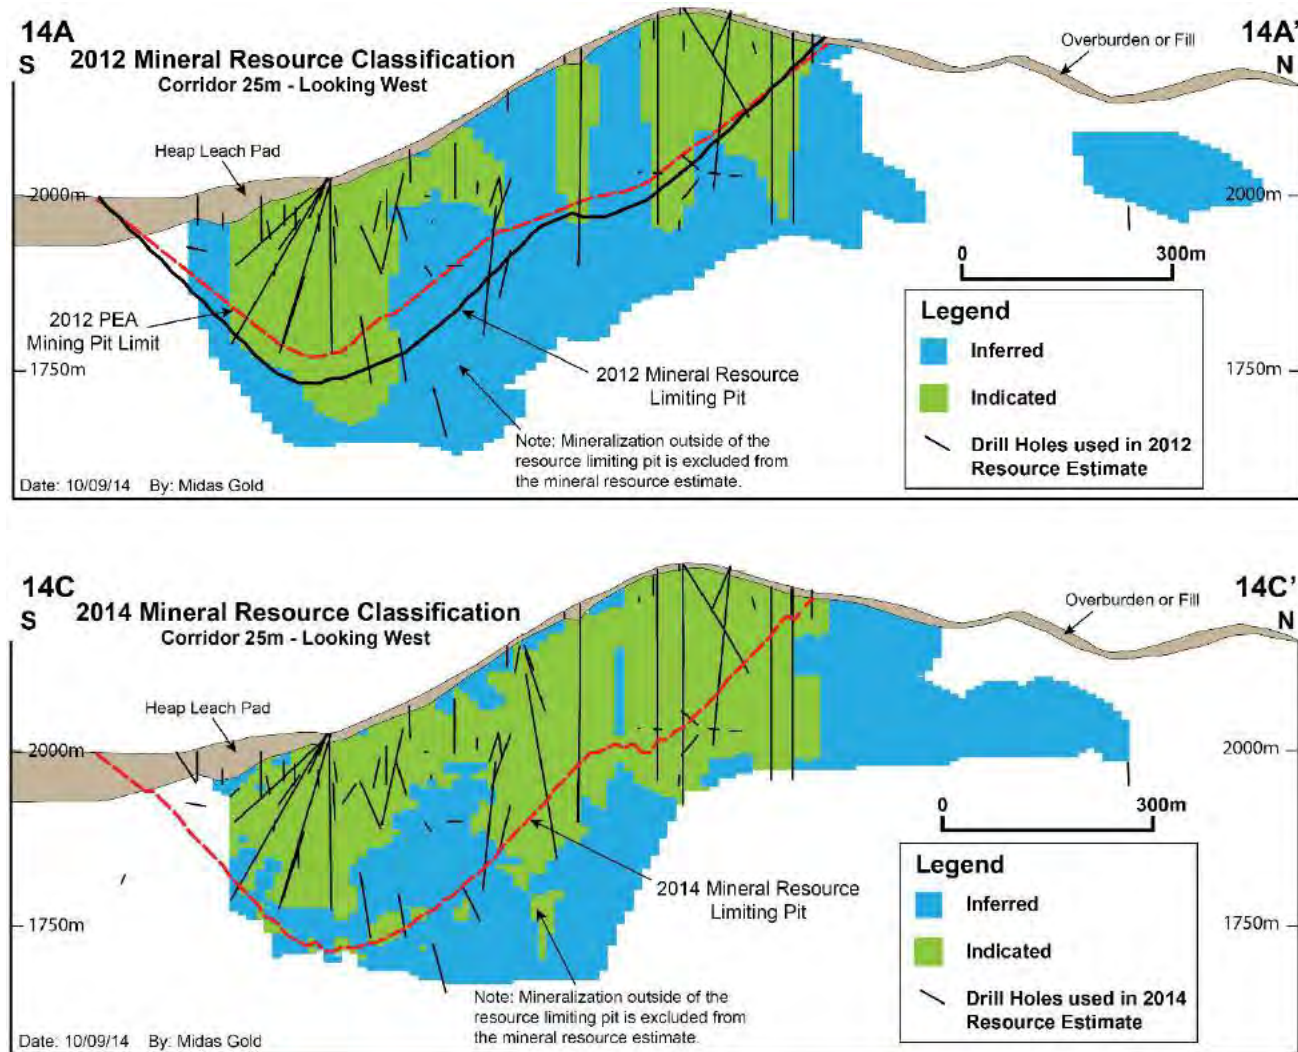 14A
S
2012 Mineral Resource Classification
Corridor 25m - Looking West
14A'
N
Overburden or Fill
Heap Leach Pad
2000m
2000m
0 300m
2012 PEA
Mining Pit Limit
1750m
1750m
2012 Mineral Resource
Limiting Pit
Note: Mineralization outside of the
resource limiting pit is excluded from
the mineral resource estimate.
Legend
Inferred
Indicated
Drill Holes used in 2012
Resource Estimate
Date: 10/09/14 By: Midas Gold
14C
S
2014 Mineral Resource Classification
Corridor 25m - Looking West
14C'
N
Overburden or Fill
Heap Leach Pad
2000m
2000m
0 300m
1750m
1750m
2014 Mineral Resource
Limiting Pit
Note: Mineralization outside of the
resource limiting pit is excluded from
the mineral resource estimate.
Legend
Inferred
Indicated
Drill Holes used in 2014
Resource Estimate
Date: 10/09/14 By: Midas Gold